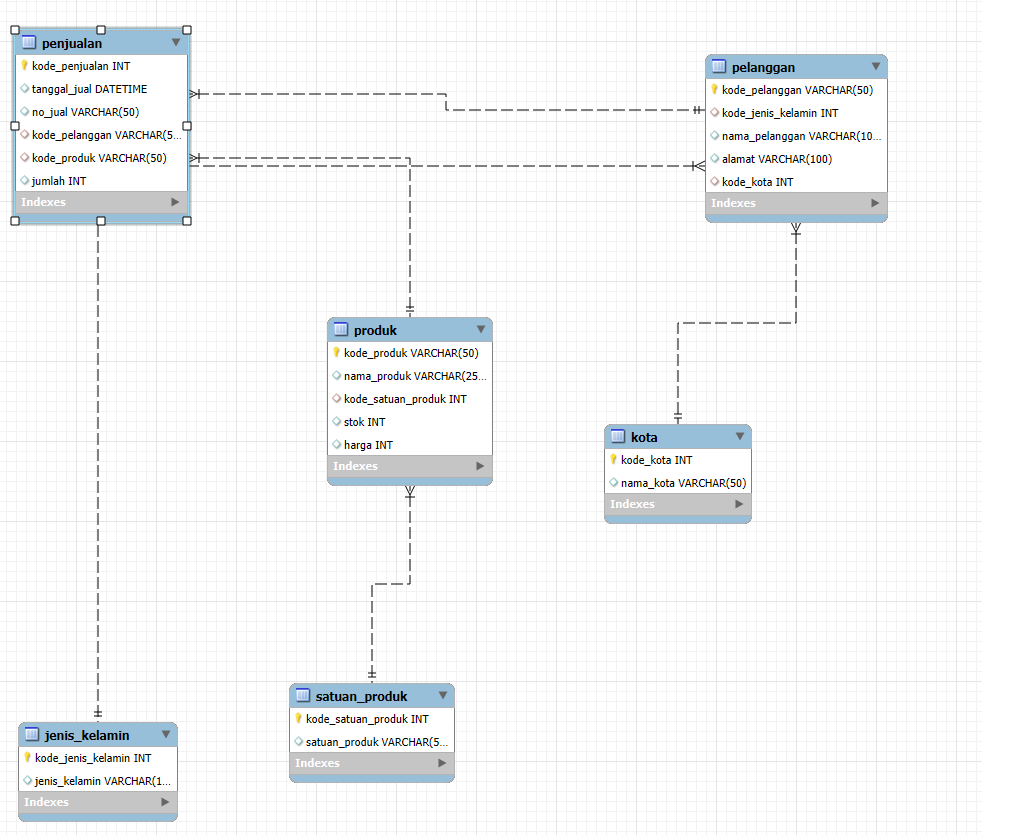 penjualan
kode_penjualan INT
tanggal_jual DATETIME
no_jual VARCHAR(50)
kode_pelanggan VARCHAR(5...
kode_produk VARCHAR(50)
jumlah INT
Indexes
pelanggan
kode_pelanggan VARCHAR(50)
kode_jenis_kelamin INT
nama_pelanggan VARCHAR(10...
alamat VARCHAR(100)
kode_kota INT
Indexes
produk
kode_produk VARCHAR(50)
nama_produk VARCHAR(25...
kode_satuan_produk INT
stok INT
harga INT
Indexes
kota
kode_kota INT
nama_kota VARCHAR(50)
Indexes
satuan_produk
kode_satuan_produk INT
satuan_produk VARCHAR(5...
Indexes
jenis_kelamin
kode_jenis_kelamin INT
jenis_kelamin VARCHAR(1...
Indexes